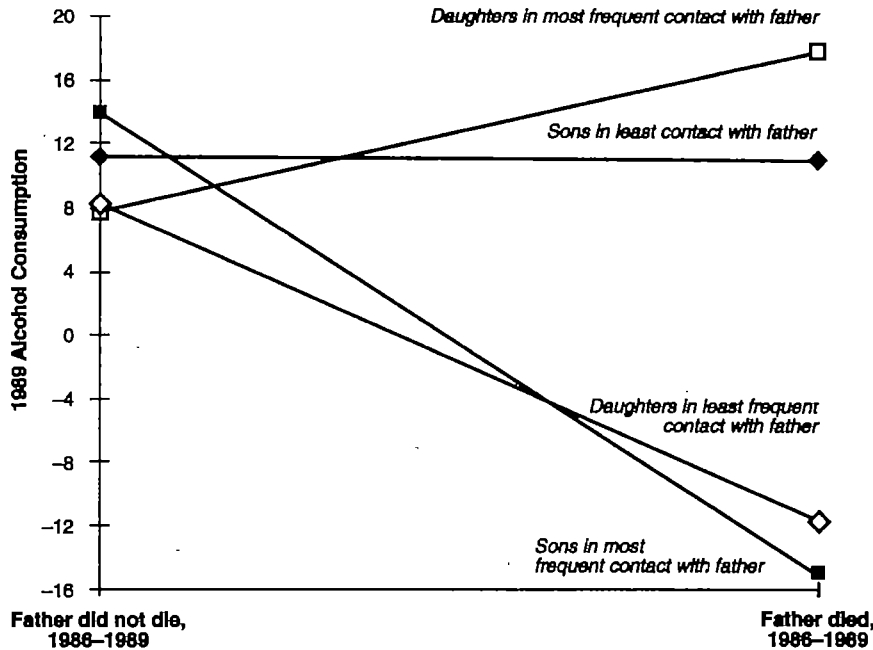 20
Daughters in most frequent contact with father
16
12
Sons in least contact with father
8
4
0
−4
Daughters in least frequent
contact with father
−8
−12
Sons in most
frequent contact with father
−16
1989 Alcohol Consumption
Father did not die,
1986–1989
Father died,
1986–1989